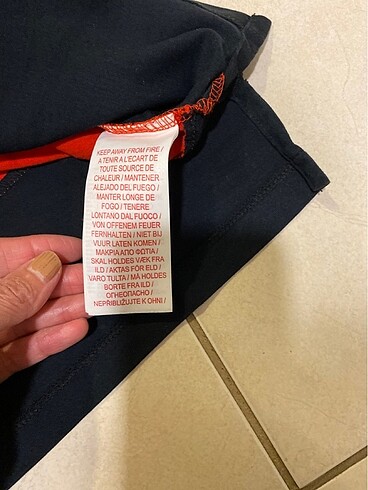 KEEP AWAY FROM FIRE /
A TENIR A L'ECART DE
TOUTE SOURCE DE
CHALEUR / MANTENER
ALEJADO DEL FUEGO /
MANTER LONGE DE
FOGO / TENERE
LONTANO DAL FUOCO /
VON OFFENEM FEUER
FERNHALTEN / NIET BIJ
VUUR LATEN KOMEN /
ΜΑΚΡΙΑ ΑΠΟ ΦΩΤΙΑ /
SKAL HOLDES VÆK FRA
ILD / AKTAS FÖR ELD /
VARO TULTA / MÅ HOLDES
BORTE FRA ILD /
ОГНЕОПАСНО /
NEPŘIBLIŽUJTE K OHNI /